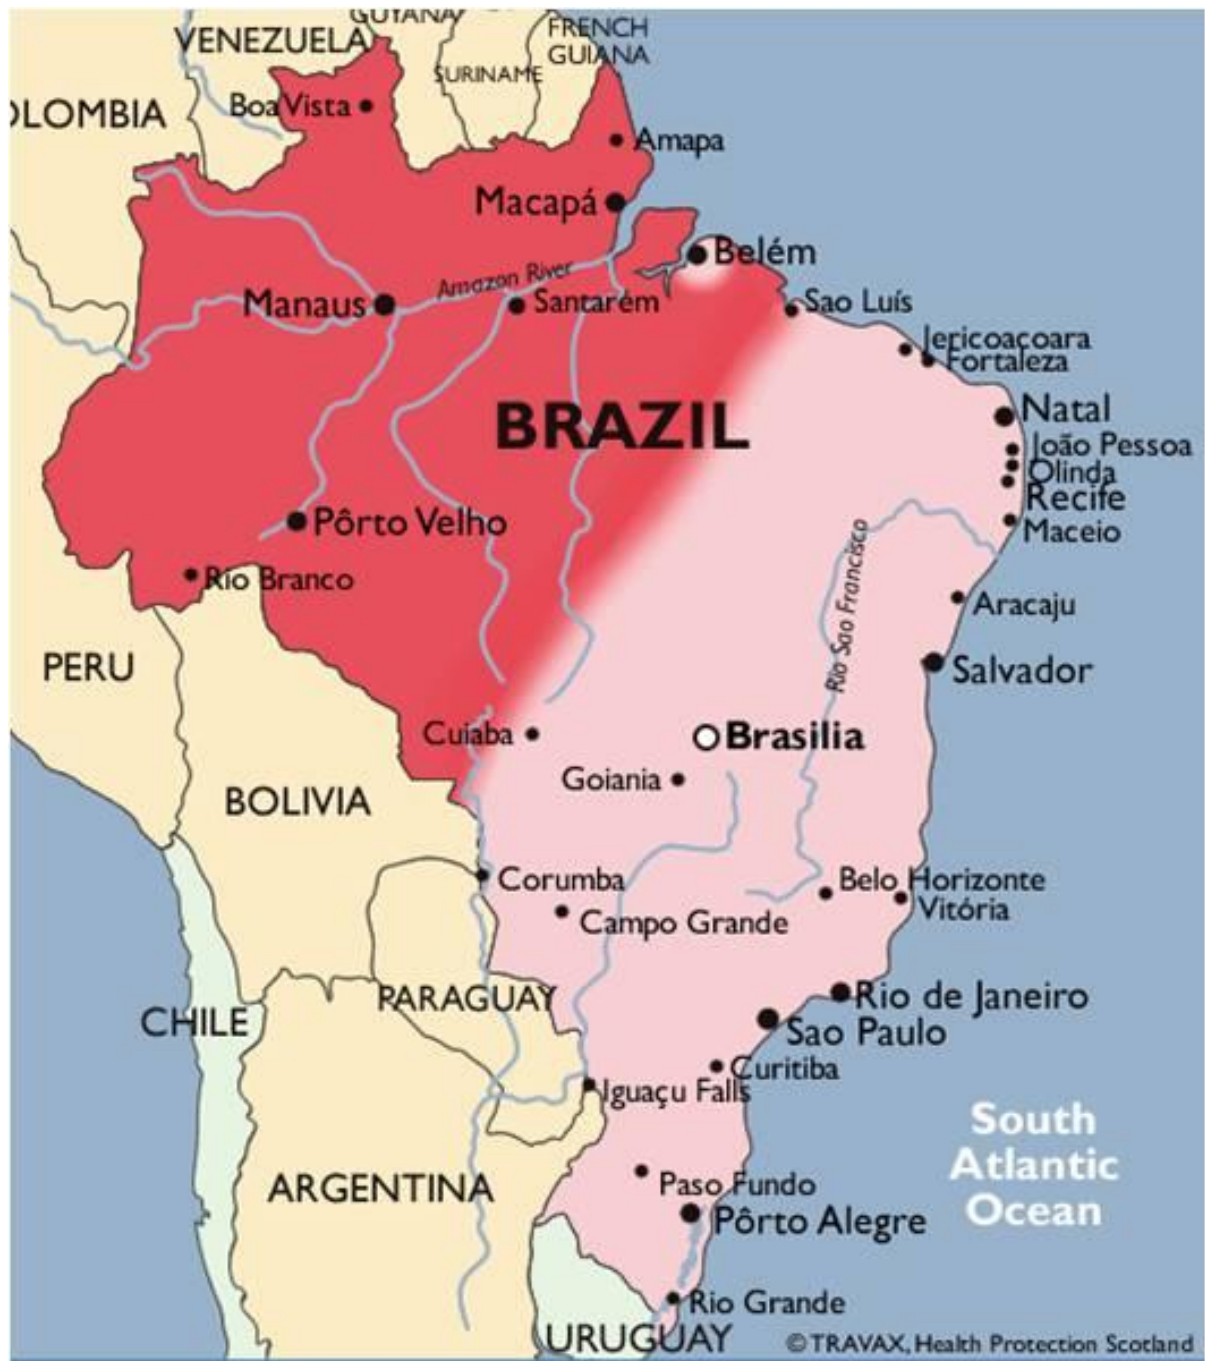 GUYANA
VENEZUELA
FRENCH
GUIANA
SURINAME
OLOMBIA
Boa Vista
Amapa
Macapá
Belém
Amazon River
Manaus
Santarém
Sao Luís
Jericoacoara
Fortaleza
BRAZIL
Natal
João Pessoa
Olinda
Recife
Pôrto Velho
Maceio
Rio Branco
Rio Sao Francisco
Aracaju
PERU
Salvador
Cuiaba
Brasilia
Goiania
BOLIVIA
Corumba
Belo Horizonte
Vitória
Campo Grande
PARAGUAY
Rio de Janeiro
CHILE
Sao Paulo
Curitiba
Iguaçu Falls
South
Atlantic
Ocean
ARGENTINA
Paso Fundo
Pôrto Alegre
Rio Grande
URUGUAY
© TRAVAX, Health Protection Scotland